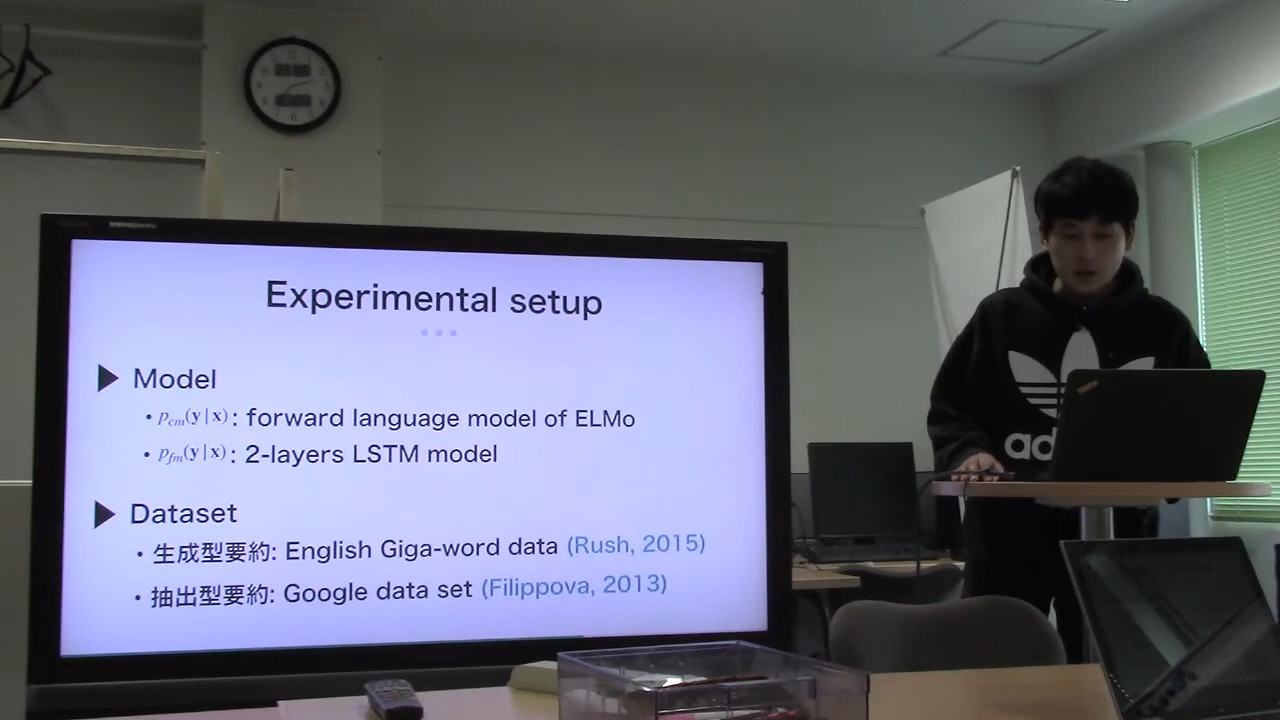 Experimental setup
Model
• p_cm(y|x): forward language model of ELMo
• p_fm(y|x): 2-layers LSTM model
Dataset
• 生成型要約: English Giga-word data (Rush, 2015)
• 抽出型要約: Google data set (Filippova, 2013)
ad